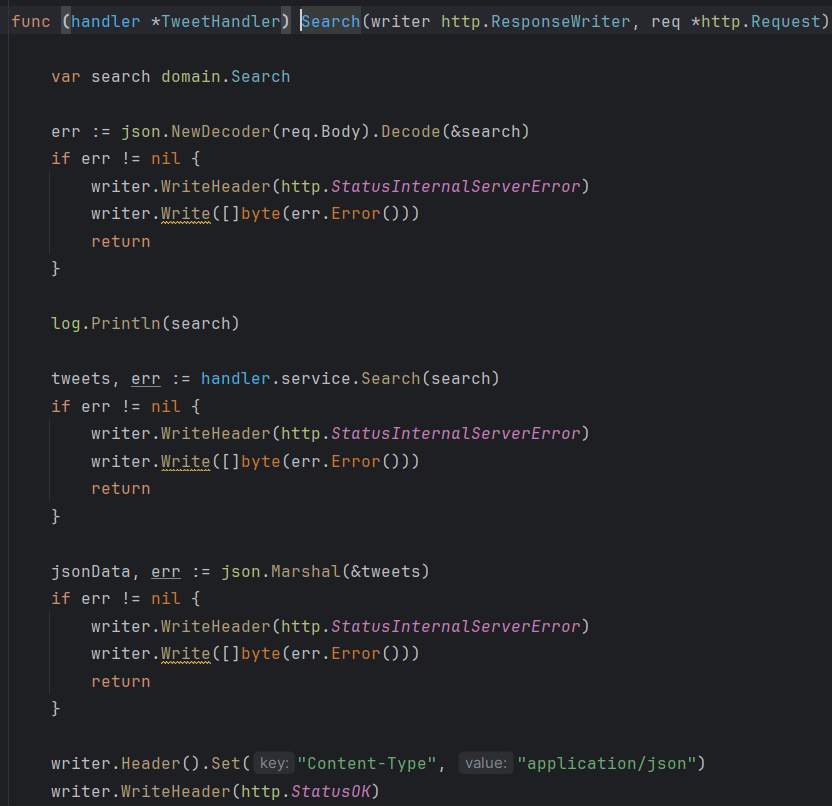 func (handler *TweetHandler) Search(writer http.ResponseWriter, req *http.Request)
var search domain.Search
err := json.NewDecoder(req.Body).Decode(&search)
if err != nil {
writer.WriteHeader(http.StatusInternalServerError)
writer.Write([]byte(err.Error()))
return
}
log.Println(search)
tweets, err := handler.service.Search(search)
if err != nil {
writer.WriteHeader(http.StatusInternalServerError)
writer.Write([]byte(err.Error()))
return
}
jsonData, err := json.Marshal(&tweets)
if err != nil {
writer.WriteHeader(http.StatusInternalServerError)
writer.Write([]byte(err.Error()))
return
}
writer.Header().Set( key: "Content-Type", value: "application/json")
writer.WriteHeader(http.StatusOK)